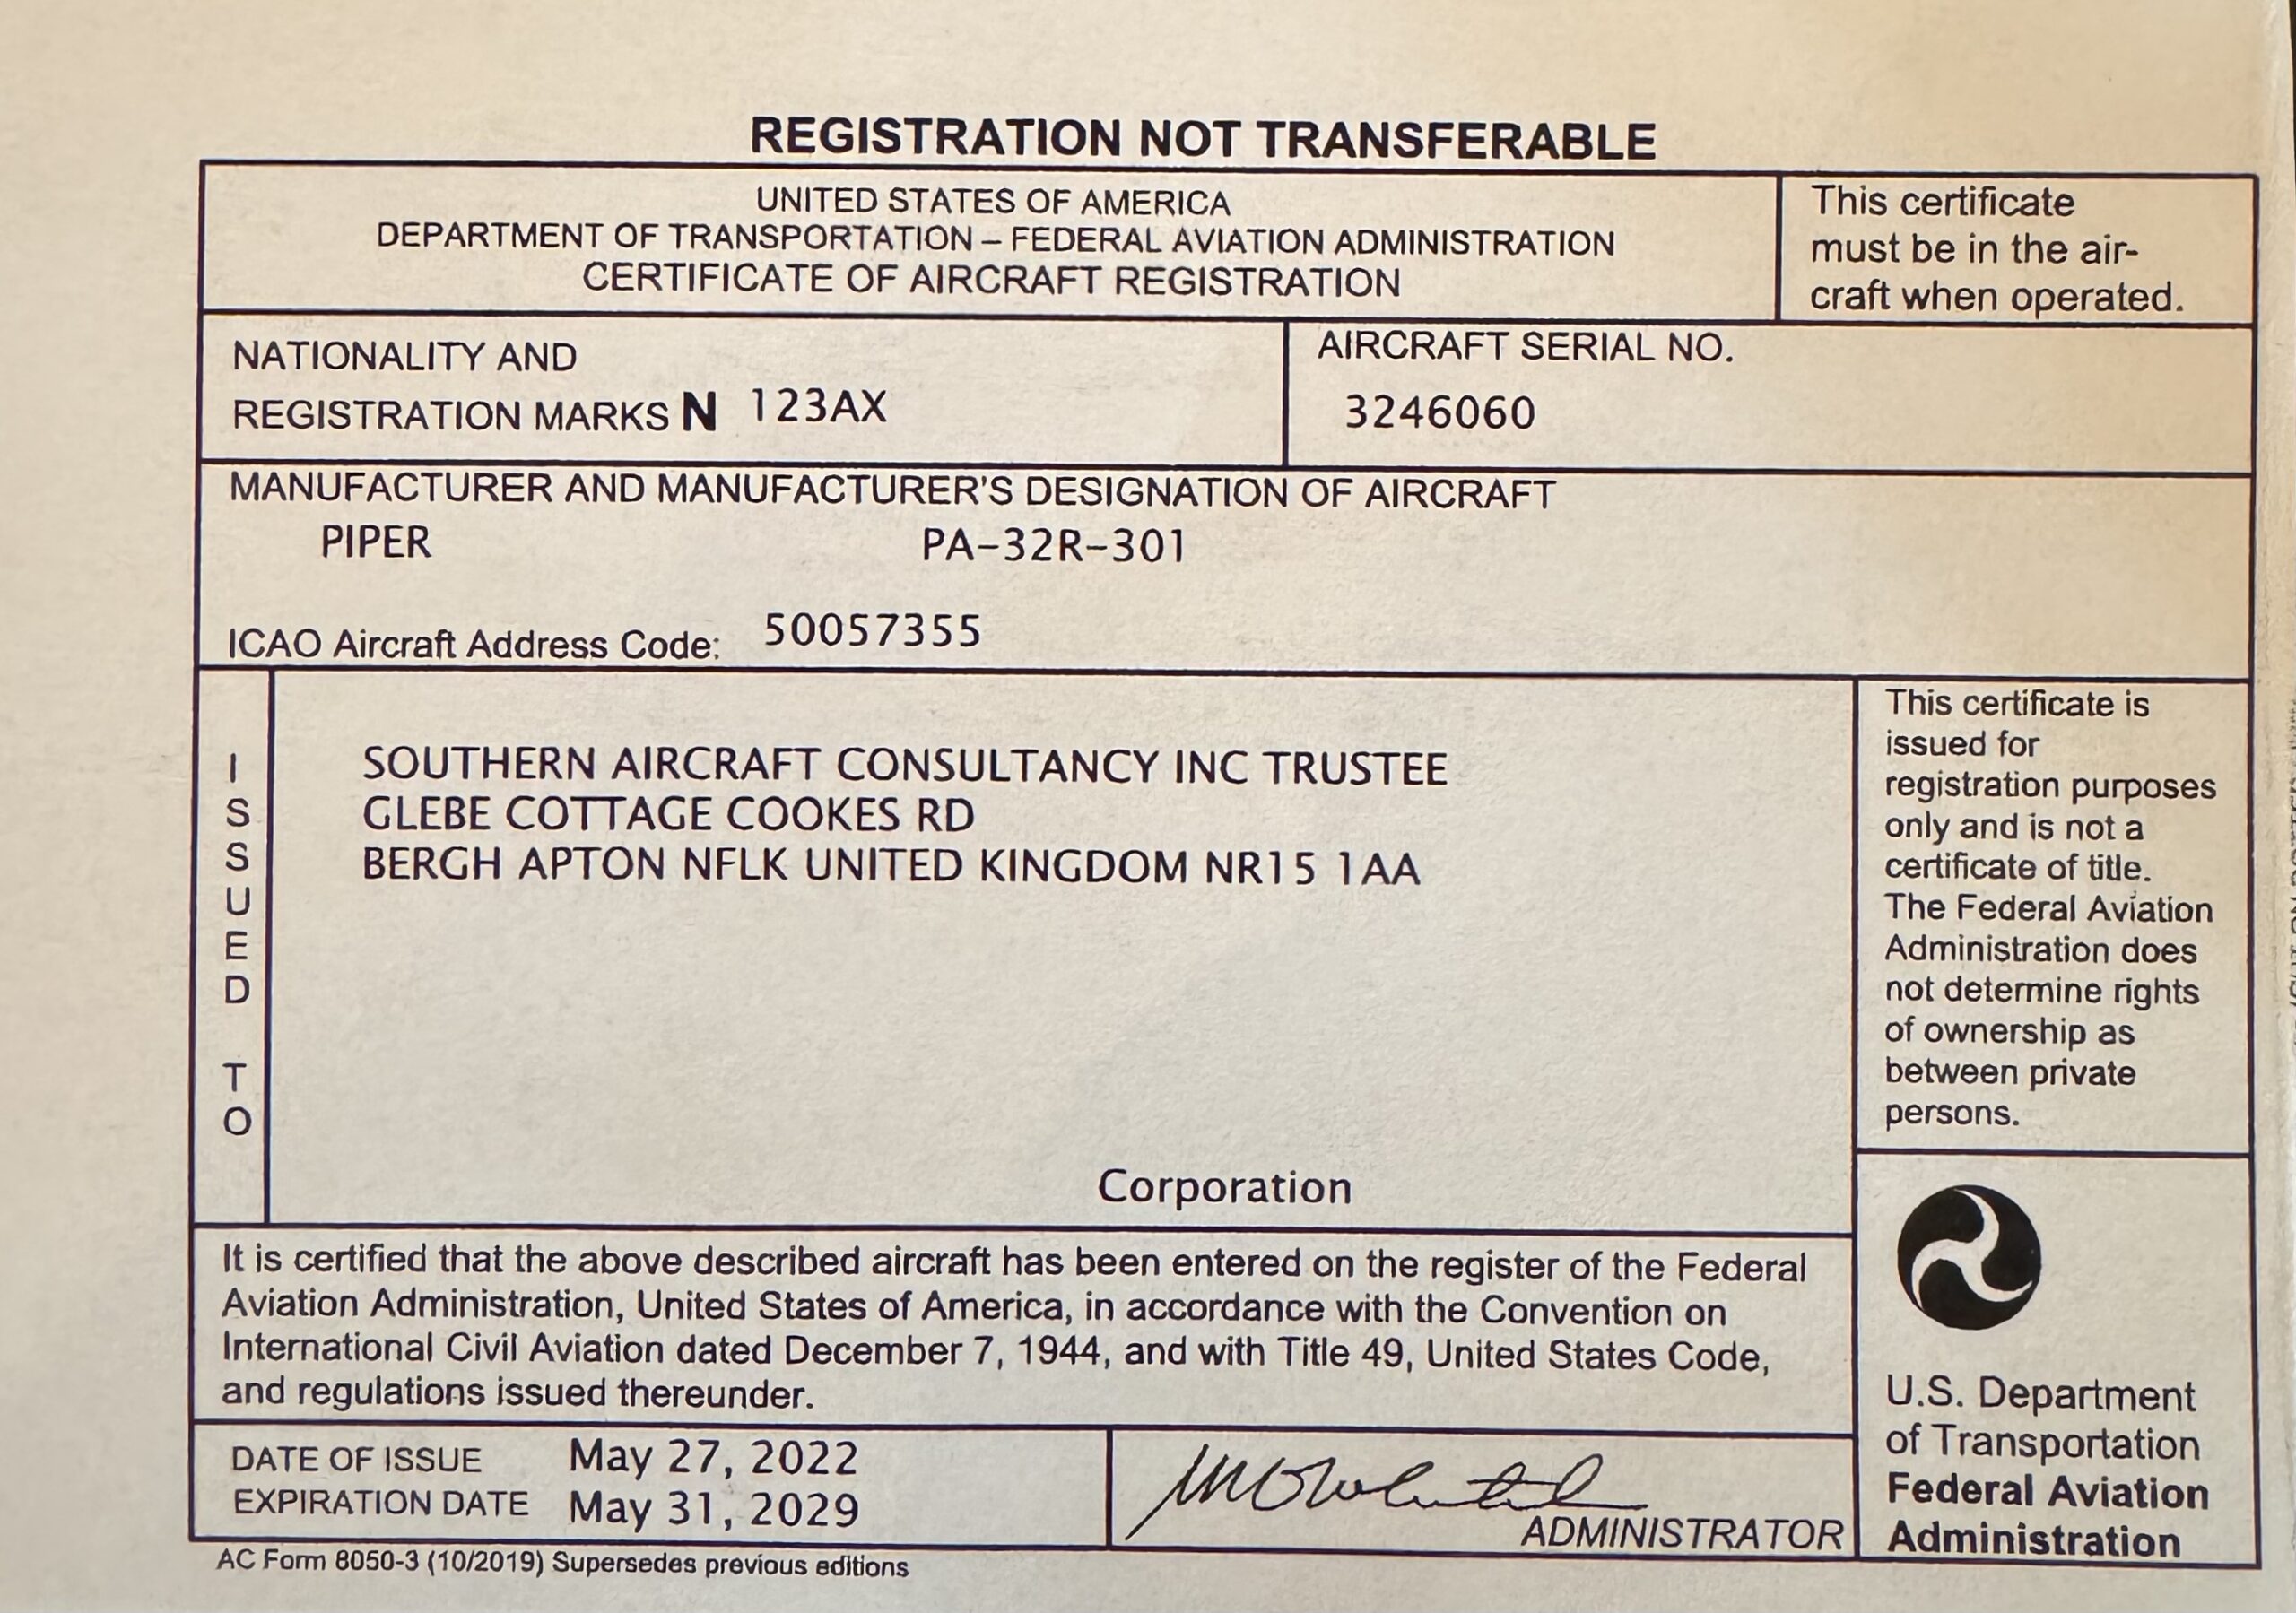 REGISTRATION NOT TRANSFERABLE
UNITED STATES OF AMERICA
DEPARTMENT OF TRANSPORTATION – FEDERAL AVIATION ADMINISTRATION
CERTIFICATE OF AIRCRAFT REGISTRATION
This certificate
must be in the air-
craft when operated.
NATIONALITY AND
REGISTRATION MARKS N 123AX
AIRCRAFT SERIAL NO.
3246060
MANUFACTURER AND MANUFACTURER'S DESIGNATION OF AIRCRAFT
PIPER PA-32R-301
ICAO Aircraft Address Code: 50057355
ISSUED TO
SOUTHERN AIRCRAFT CONSULTANCY INC TRUSTEE
GLEBE COTTAGE COOKES RD
BERGH APTON NFLK UNITED KINGDOM NR15 1AA
Corporation
This certificate is
issued for
registration purposes
only and is not a
certificate of title.
The Federal Aviation
Administration does
not determine rights
of ownership as
between private
persons.
It is certified that the above described aircraft has been entered on the register of the Federal
Aviation Administration, United States of America, in accordance with the Convention on
International Civil Aviation dated December 7, 1944, and with Title 49, United States Code,
and regulations issued thereunder.
DATE OF ISSUE May 27, 2022
EXPIRATION DATE May 31, 2029
ADMINISTRATOR
U.S. Department
of Transportation
Federal Aviation
Administration
AC Form 8050-3 (10/2019) Supersedes previous editions